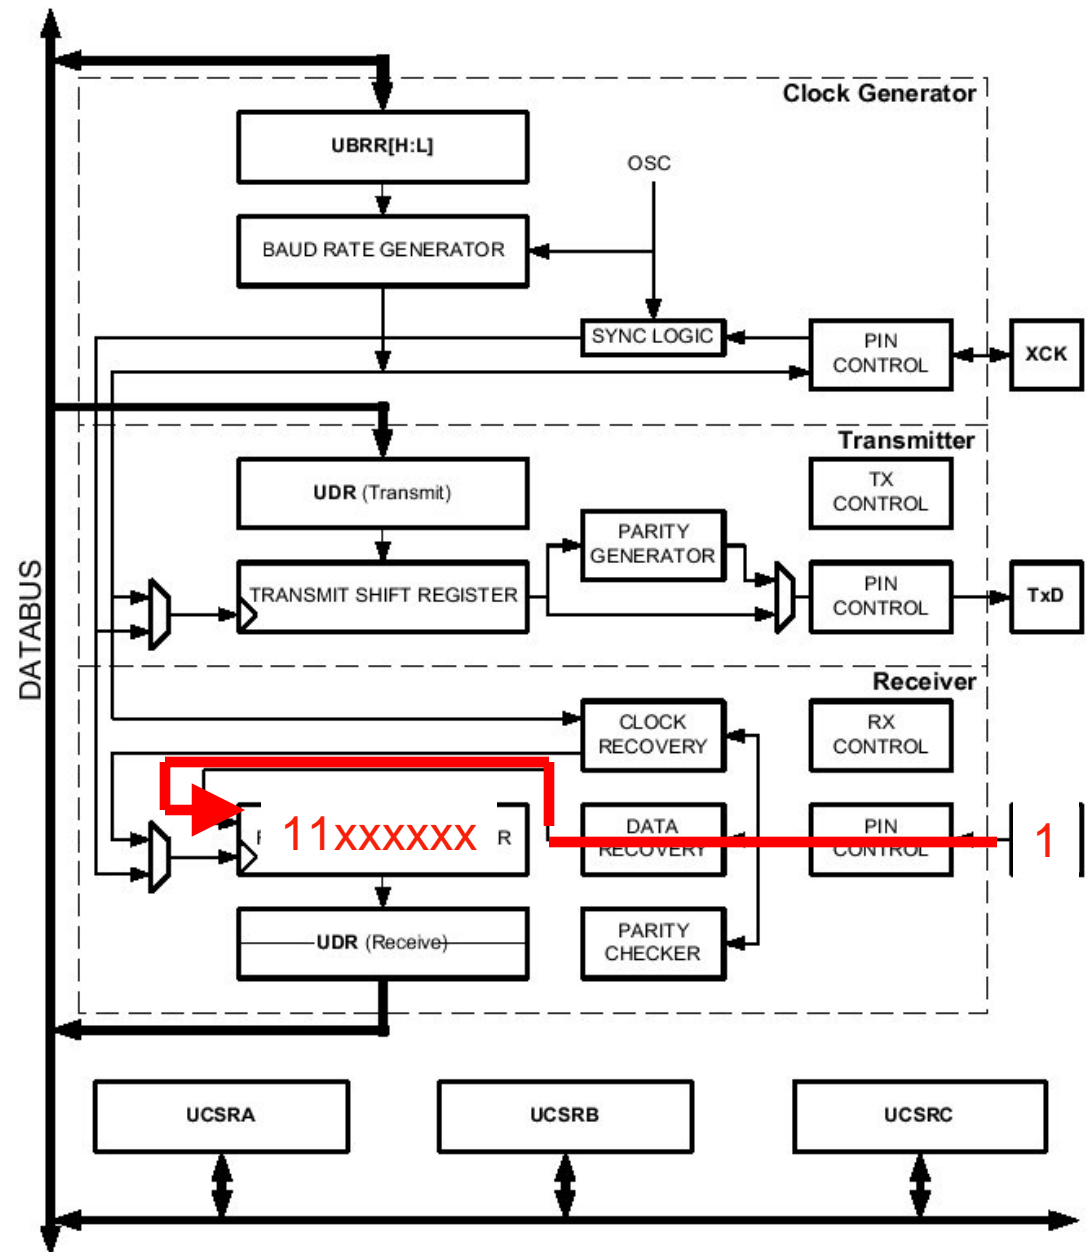 Clock Generator
UBRR[H:L]
OSC
BAUD RATE GENERATOR
SYNC LOGIC
PIN
CONTROL
XCK
DATABUS
Transmitter
UDR (Transmit)
TX
CONTROL
PARITY
GENERATOR
TRANSMIT SHIFT REGISTER
PIN
CONTROL
TxD
Receiver
CLOCK
RECOVERY
RX
CONTROL
11xxxxxx R
DATA
RECOVERY
PIN
CONTROL
1
UDR (Receive)
PARITY
CHECKER
UCSRA
UCSRB
UCSRC